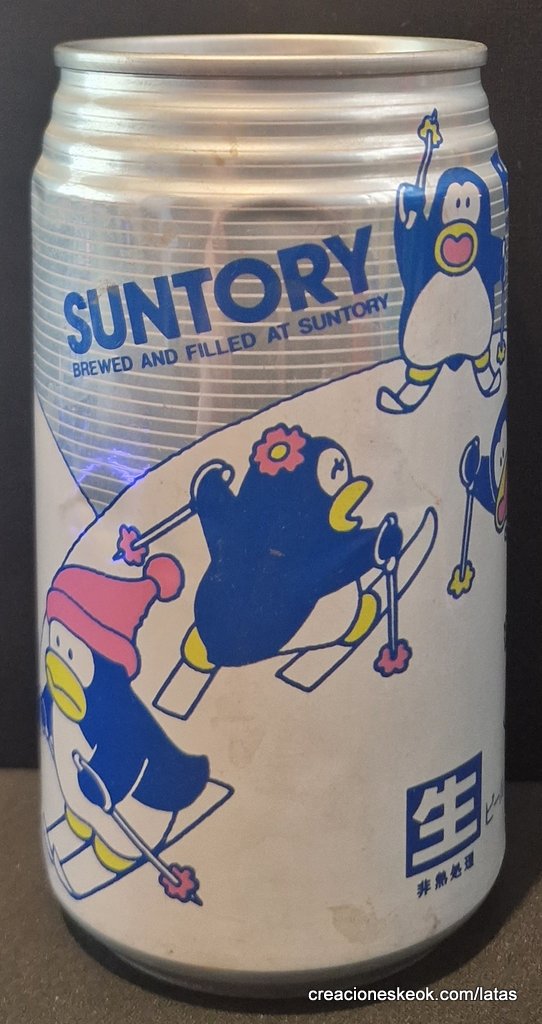 SUNTORY
BREWED AND FILLED AT SUNTORY
生
非熱処理
creacioneskeok.com/latas